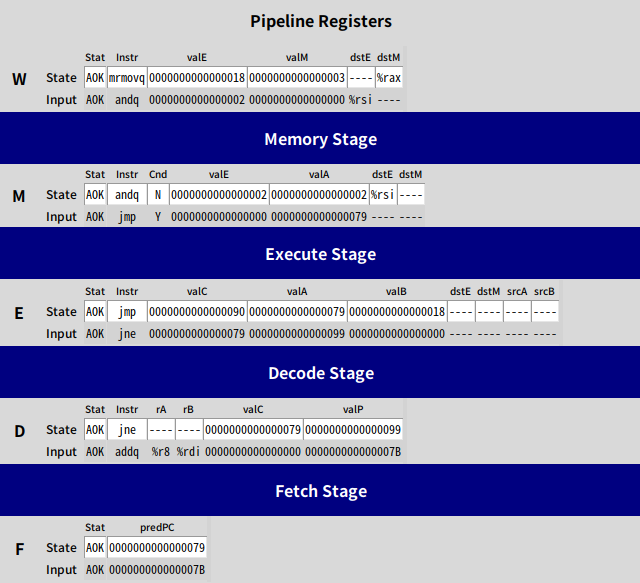 Pipeline Registers
Stat Instr valE valM dstE dstM
W State AOK mrmovq 0000000000000018 0000000000000003 ---- %rax
Input AOK andq 0000000000000002 0000000000000000 %rsi ----
Memory Stage
Stat Instr Cnd valE valA dstE dstM
M State AOK andq N 0000000000000002 0000000000000002 %rsi ----
Input AOK jmp Y 0000000000000000 0000000000000079 ---- ----
Execute Stage
Stat Instr valC valA valB dstE dstM srcA srcB
E State AOK jmp 0000000000000090 0000000000000079 0000000000000018 ---- ---- ---- ----
Input AOK jne 0000000000000079 0000000000000099 0000000000000000 ---- ---- ---- ----
Decode Stage
Stat Instr rA rB valC valP
D State AOK jne ---- ---- 0000000000000079 0000000000000099
Input AOK addq %r8 %rdi 0000000000000000 000000000000007B
Fetch Stage
Stat predPC
F State AOK 0000000000000079
Input AOK 000000000000007B